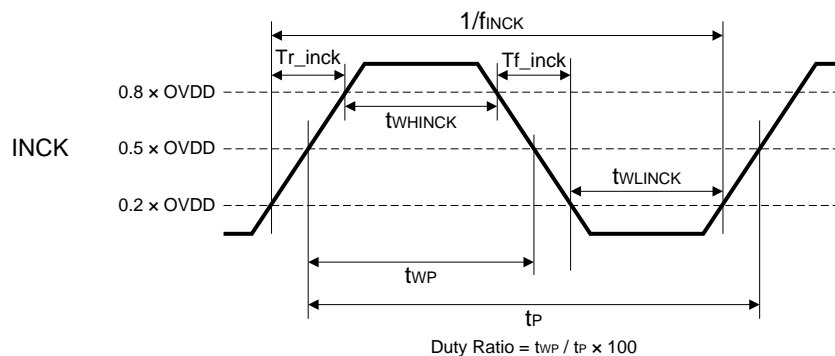 1/fINCK
Tr_inck
Tf_inck
0.8 × OVDD
tWHINCK
INCK
0.5 × OVDD
tWLINCK
0.2 × OVDD
tWP
tP
Duty Ratio = tWP / tP × 100